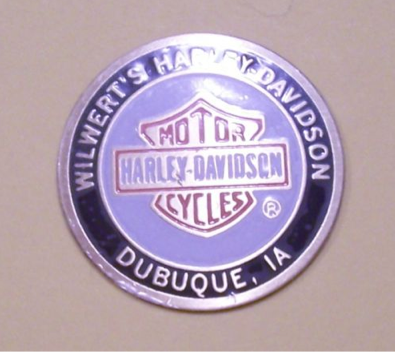 WILWERT'S HARLEY-DAVIDSON
MOTOR
HARLEY-DAVIDSON
CYCLES
®
DUBUQUE, IA